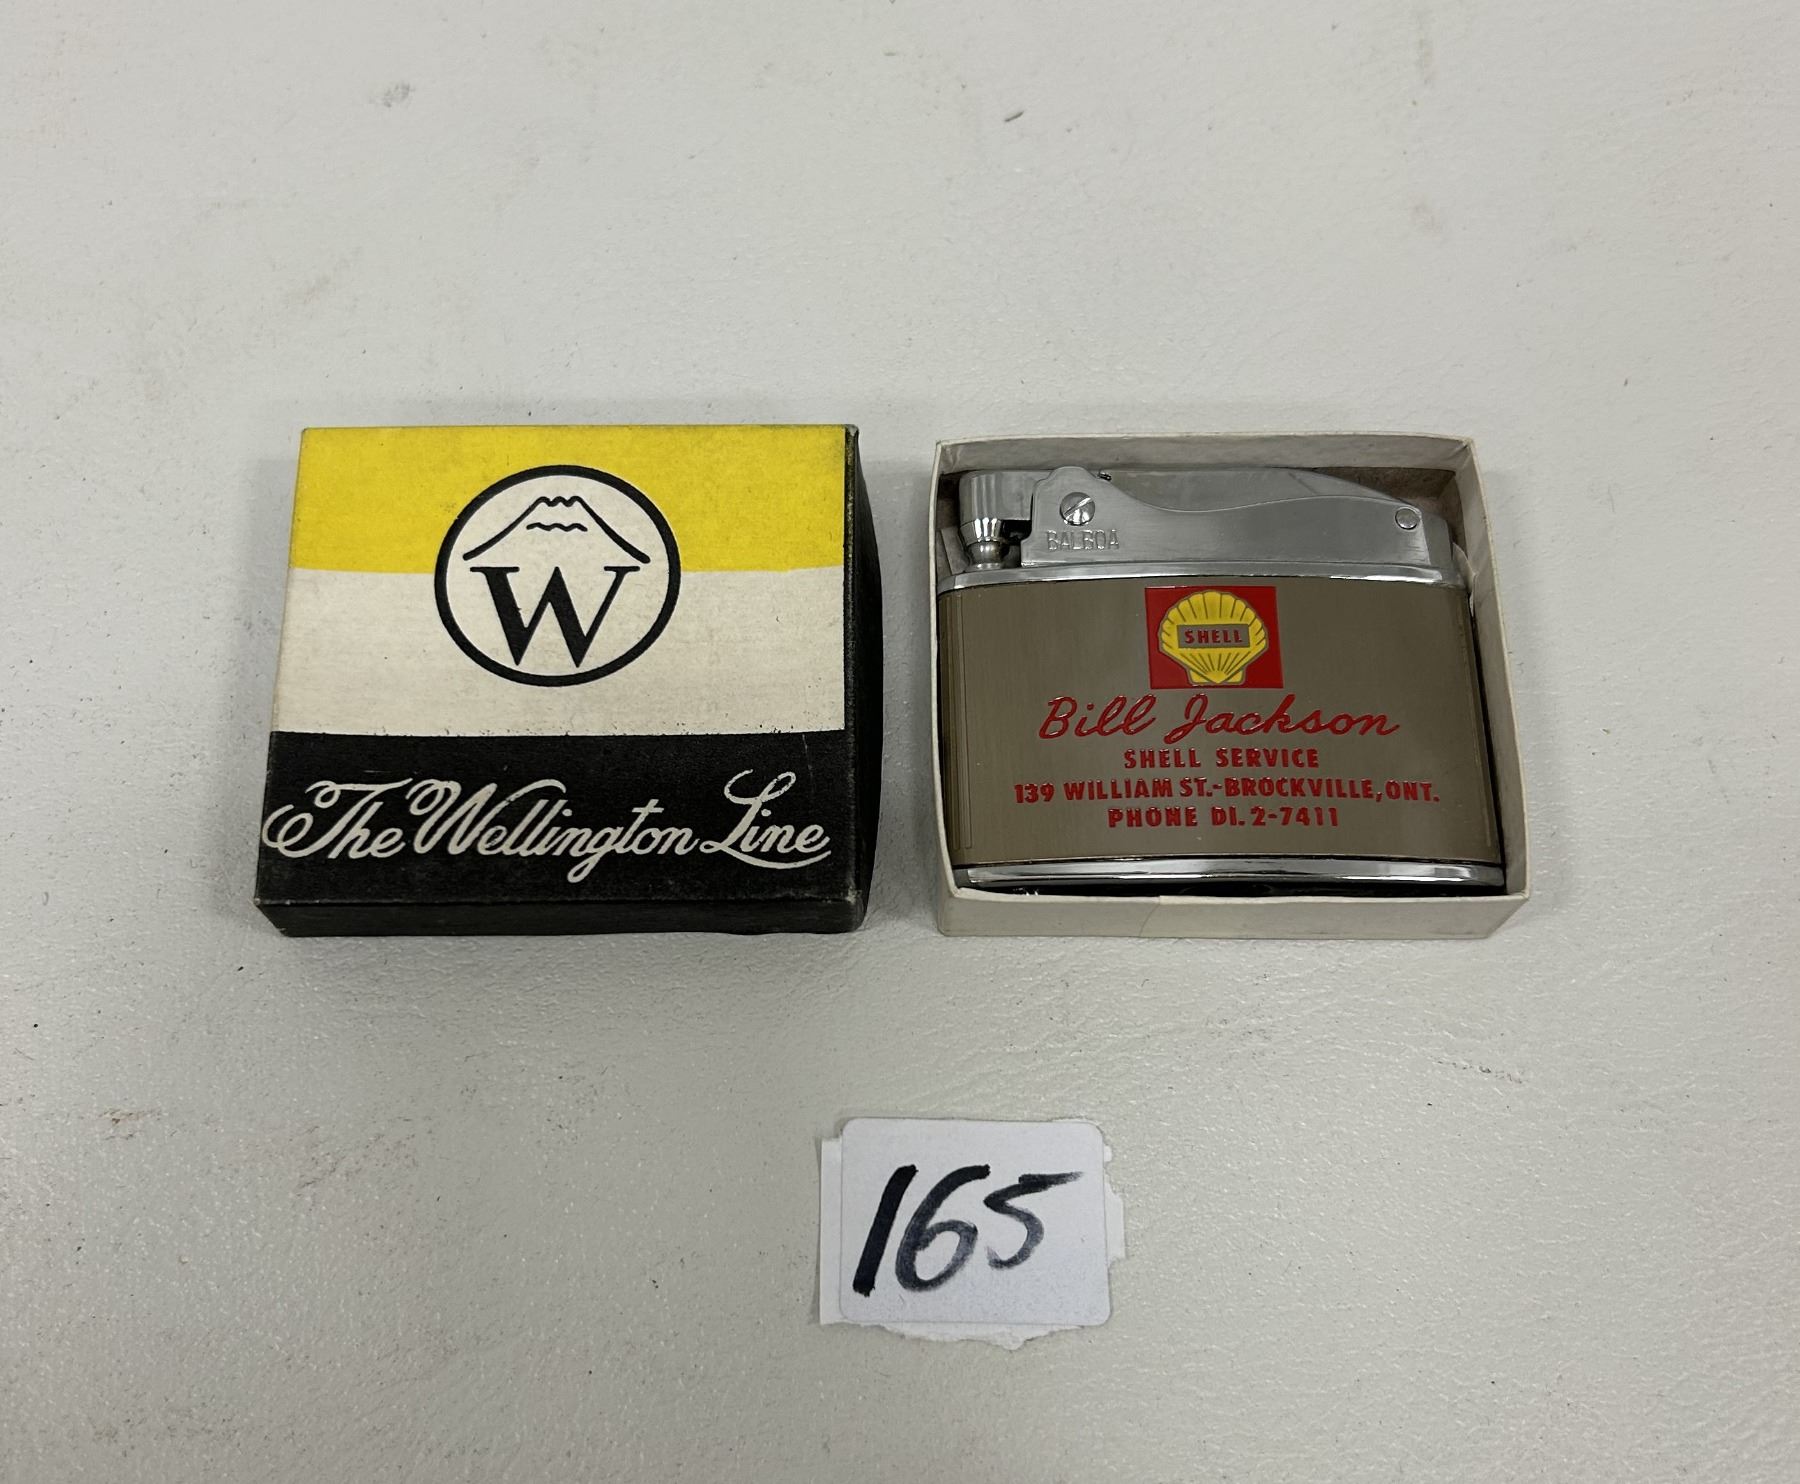 W
The Wellington Line
BALBOA
SHELL
Bill Jackson
SHELL SERVICE
139 WILLIAM ST.-BROCKVILLE, ONT.
PHONE DI. 2-7411
165